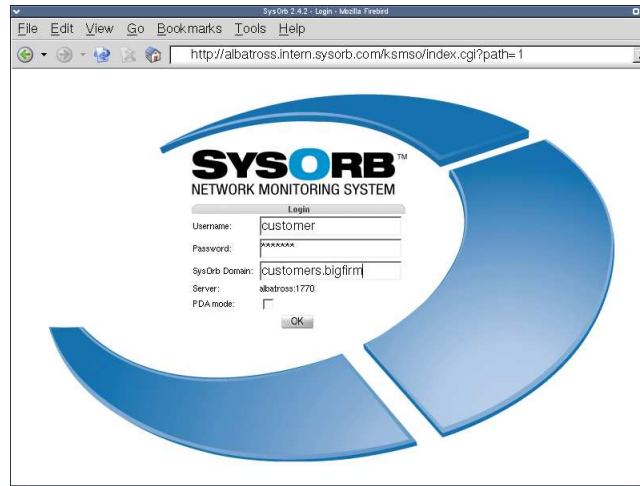 SysOrb 2.4.2 - Login - Mozilla Firebird
File Edit View Go Bookmarks Tools Help
http://albatross.intern.sysorb.com/ksmso/index.cgi?path=1
SYSORB™
NETWORK MONITORING SYSTEM
Login
Username: customer
Password: *******
SysOrb Domain: customers.bigfirm
Server: albatross:1770
PDA mode:
OK